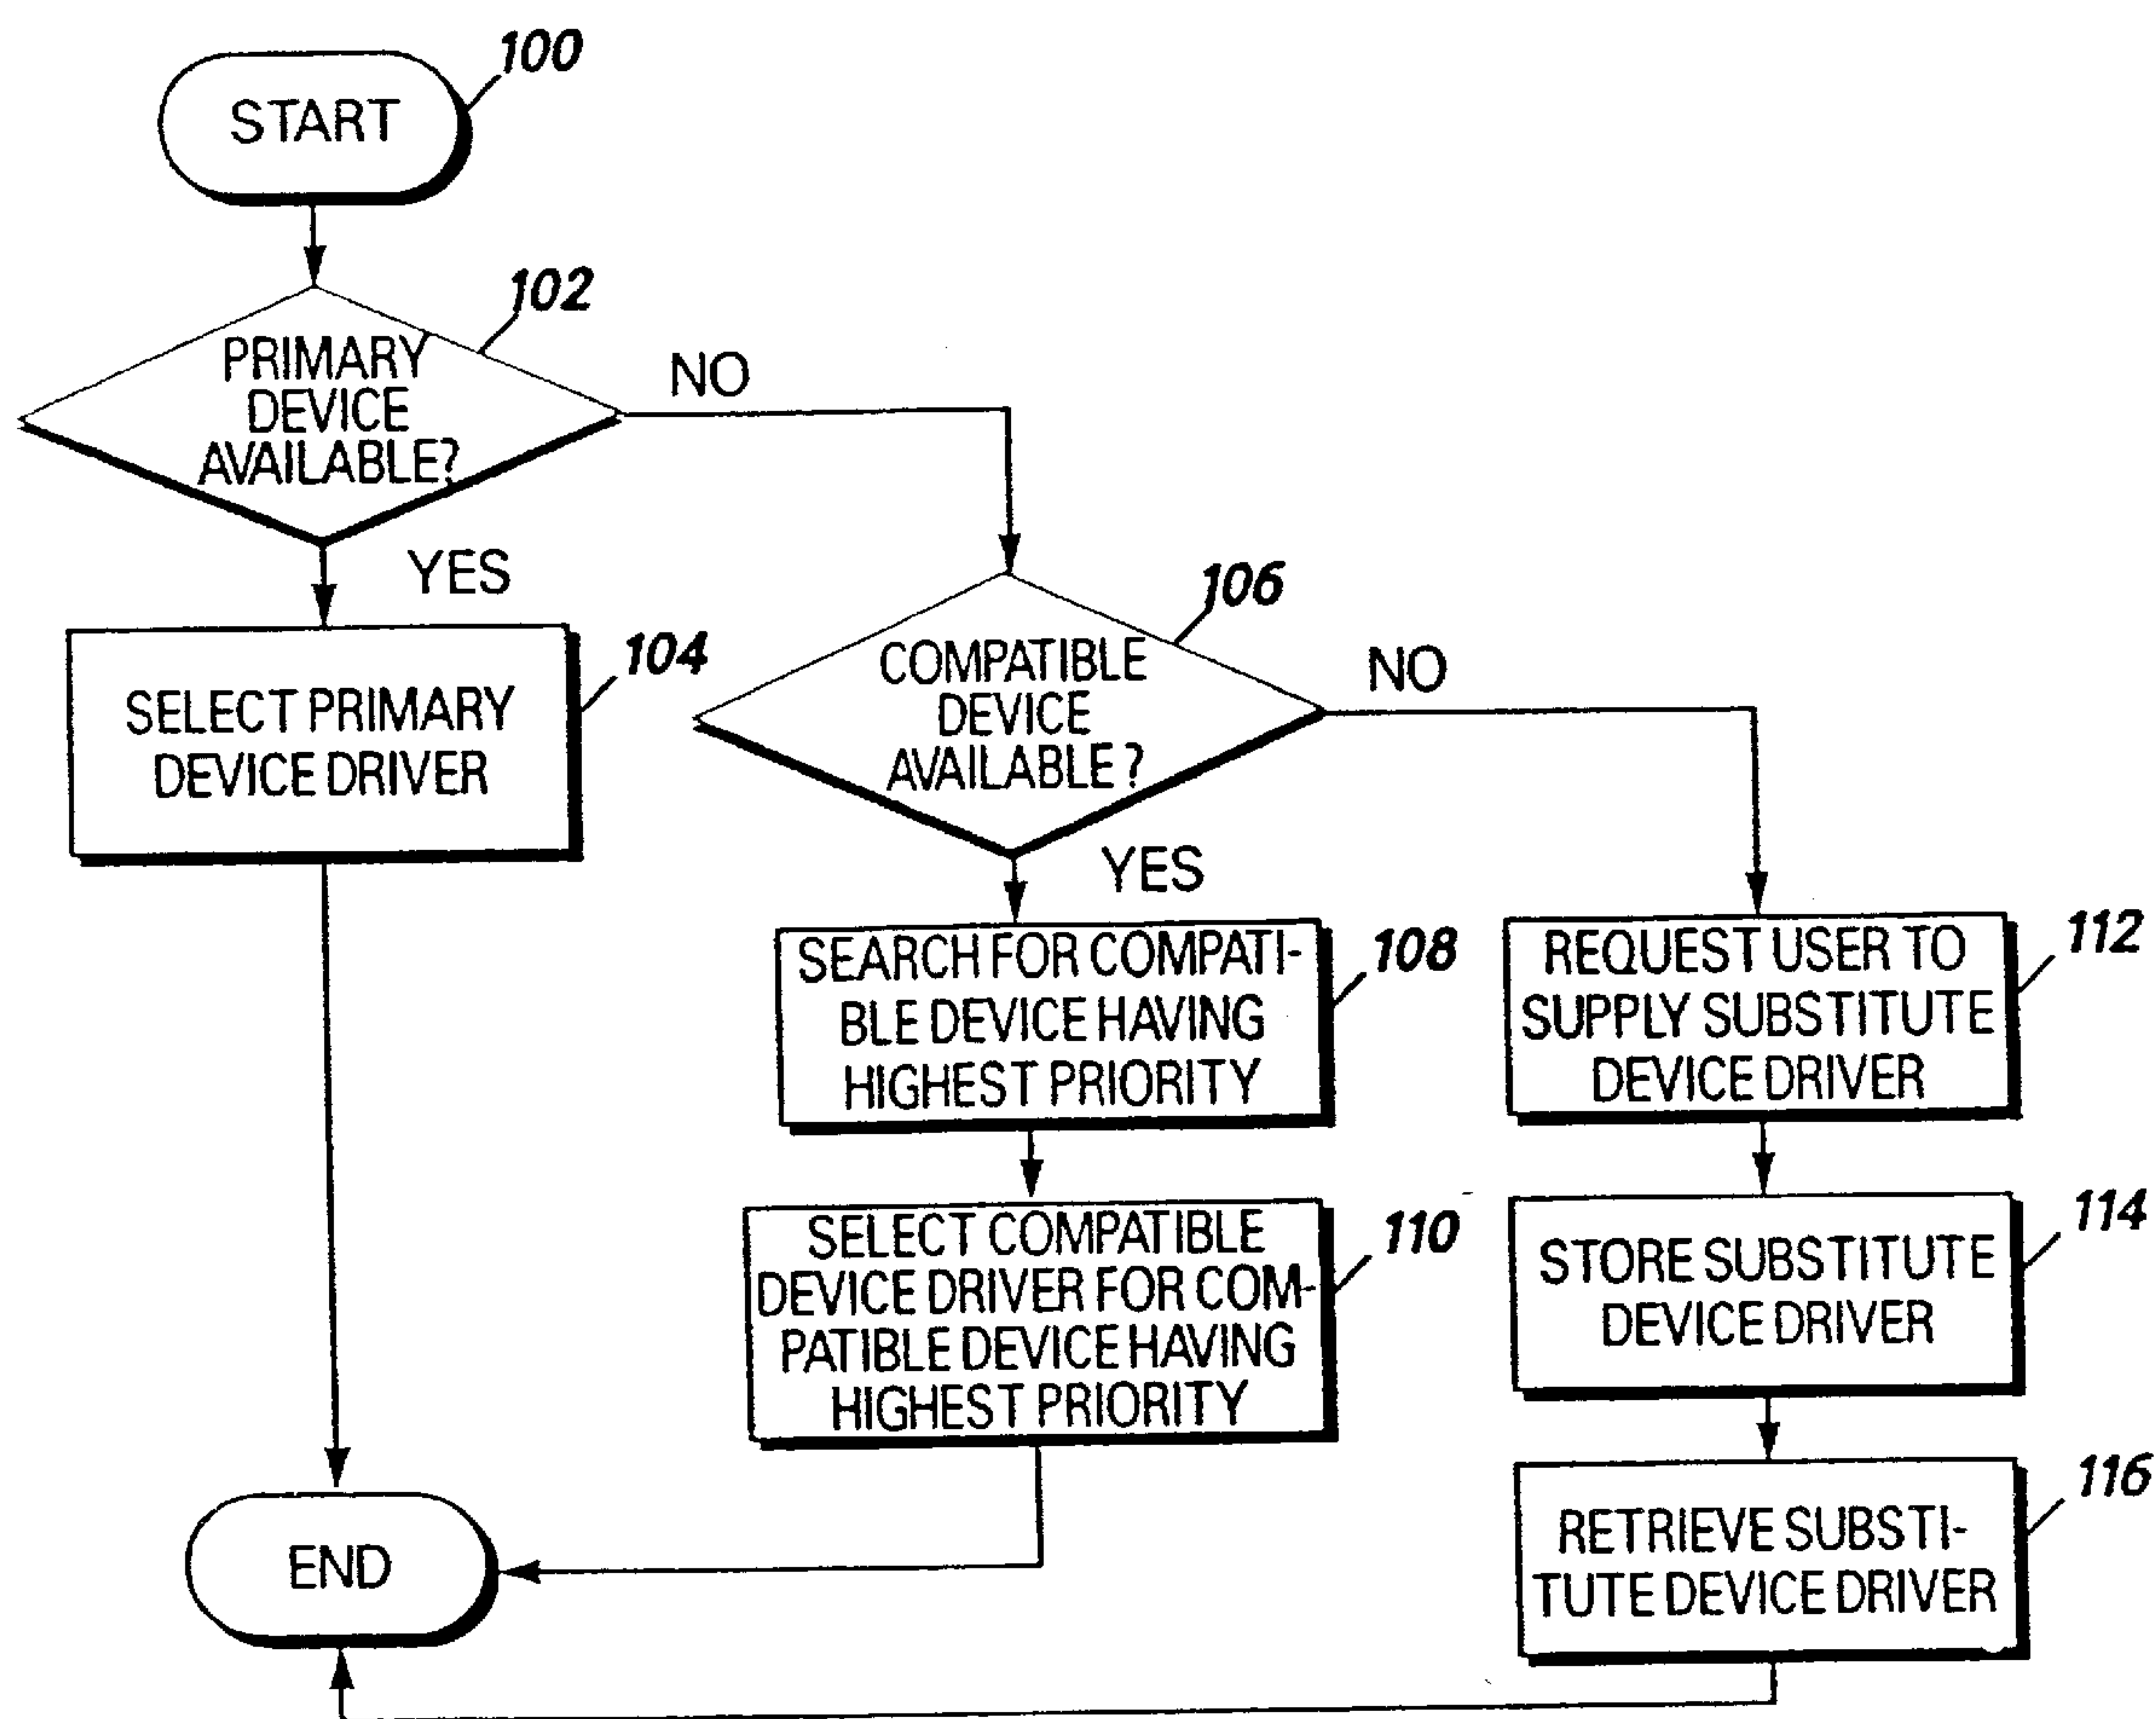 START
100
PRIMARY
DEVICE
AVAILABLE?
102
NO
YES
SELECT PRIMARY
DEVICE DRIVER
104
COMPATIBLE
DEVICE
AVAILABLE?
106
NO
YES
SEARCH FOR COMPATI-
BLE DEVICE HAVING
HIGHEST PRIORITY
108
SELECT COMPATIBLE
DEVICE DRIVER FOR COM-
PATIBLE DEVICE HAVING
HIGHEST PRIORITY
110
REQUEST USER TO
SUPPLY SUBSTITUTE
DEVICE DRIVER
112
STORE SUBSTITUTE
DEVICE DRIVER
114
RETRIEVE SUBSTI-
TUTE DEVICE DRIVER
116
END